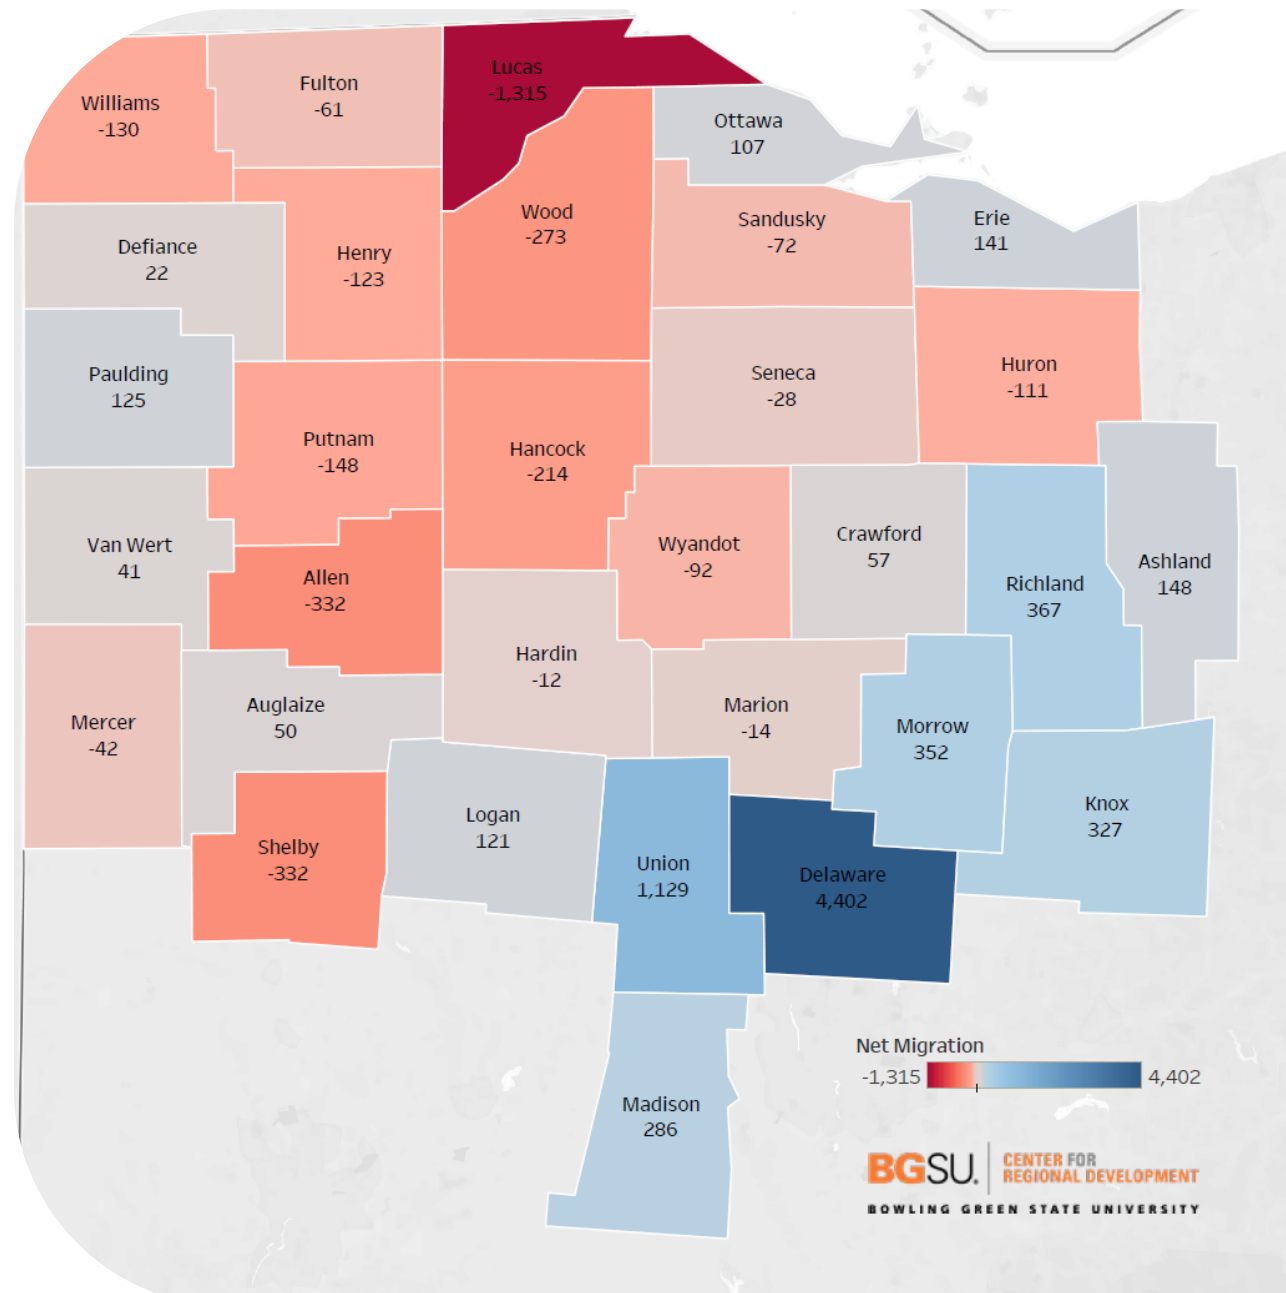 Lucas
-1,315
Fulton
-61
Williams
-130
Ottawa
107
Wood
-273
Sandusky
-72
Erie
141
Defiance
22
Henry
-123
Paulding
125
Seneca
-28
Huron
-111
Putnam
-148
Hancock
-214
Van Wert
41
Wyandot
-92
Crawford
57
Richland
367
Ashland
148
Allen
-332
Hardin
-12
Mercer
-42
Auglaize
50
Marion
-14
Morrow
352
Knox
327
Logan
121
Shelby
-332
Union
1,129
Delaware
4,402
Madison
286
Net Migration
-1,315
4,402
BGSU.
CENTER FOR
REGIONAL DEVELOPMENT
BOWLING GREEN STATE UNIVERSITY